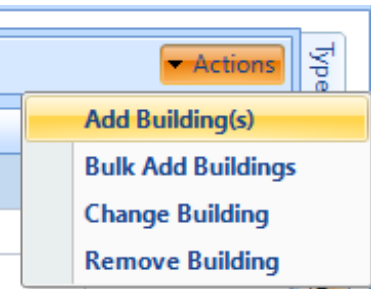 Actions
Type
Add Building(s)
Bulk Add Buildings
Change Building
Remove Building